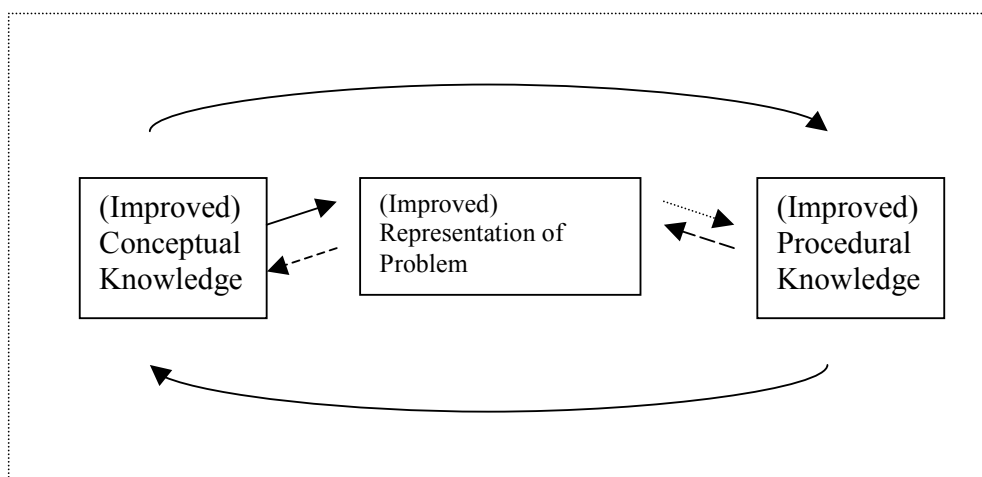 (Improved)
Conceptual
Knowledge
(Improved)
Representation of
Problem
(Improved)
Procedural
Knowledge